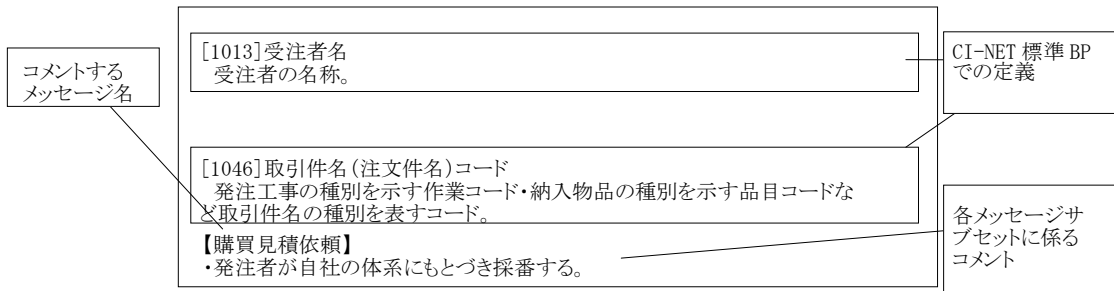 [1013]受注者名
受注者の名称。
コメントする
メッセージ名
CI-NET 標準 BP
での定義
[1046]取引件名(注文件名)コード
発注工事の種別を示す作業コード・納入物品の種別を示す品目コードな
ど取引件名の種別を表すコード。
【購買見積依頼】
・発注者が自社の体系にもとづき採番する。
各メッセージサ
ブセットに係る
コメント